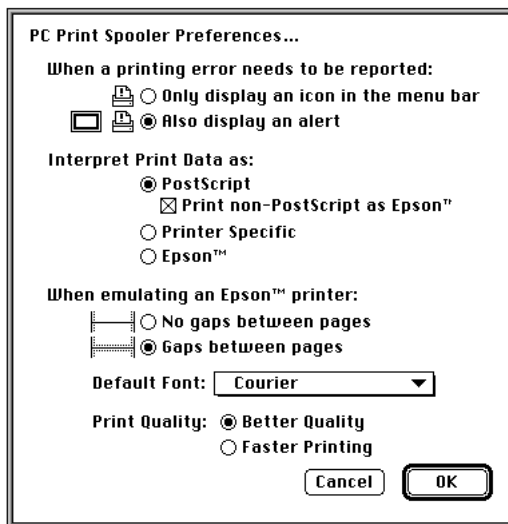 PC Print Spooler Preferences...
When a printing error needs to be reported:
Only display an icon in the menu bar
Also display an alert
Interpret Print Data as:
PostScript
Print non-PostScript as Epson™
Printer Specific
Epson™
When emulating an Epson™ printer:
No gaps between pages
Gaps between pages
Default Font: Courier
Print Quality: Better Quality
Faster Printing
Cancel OK